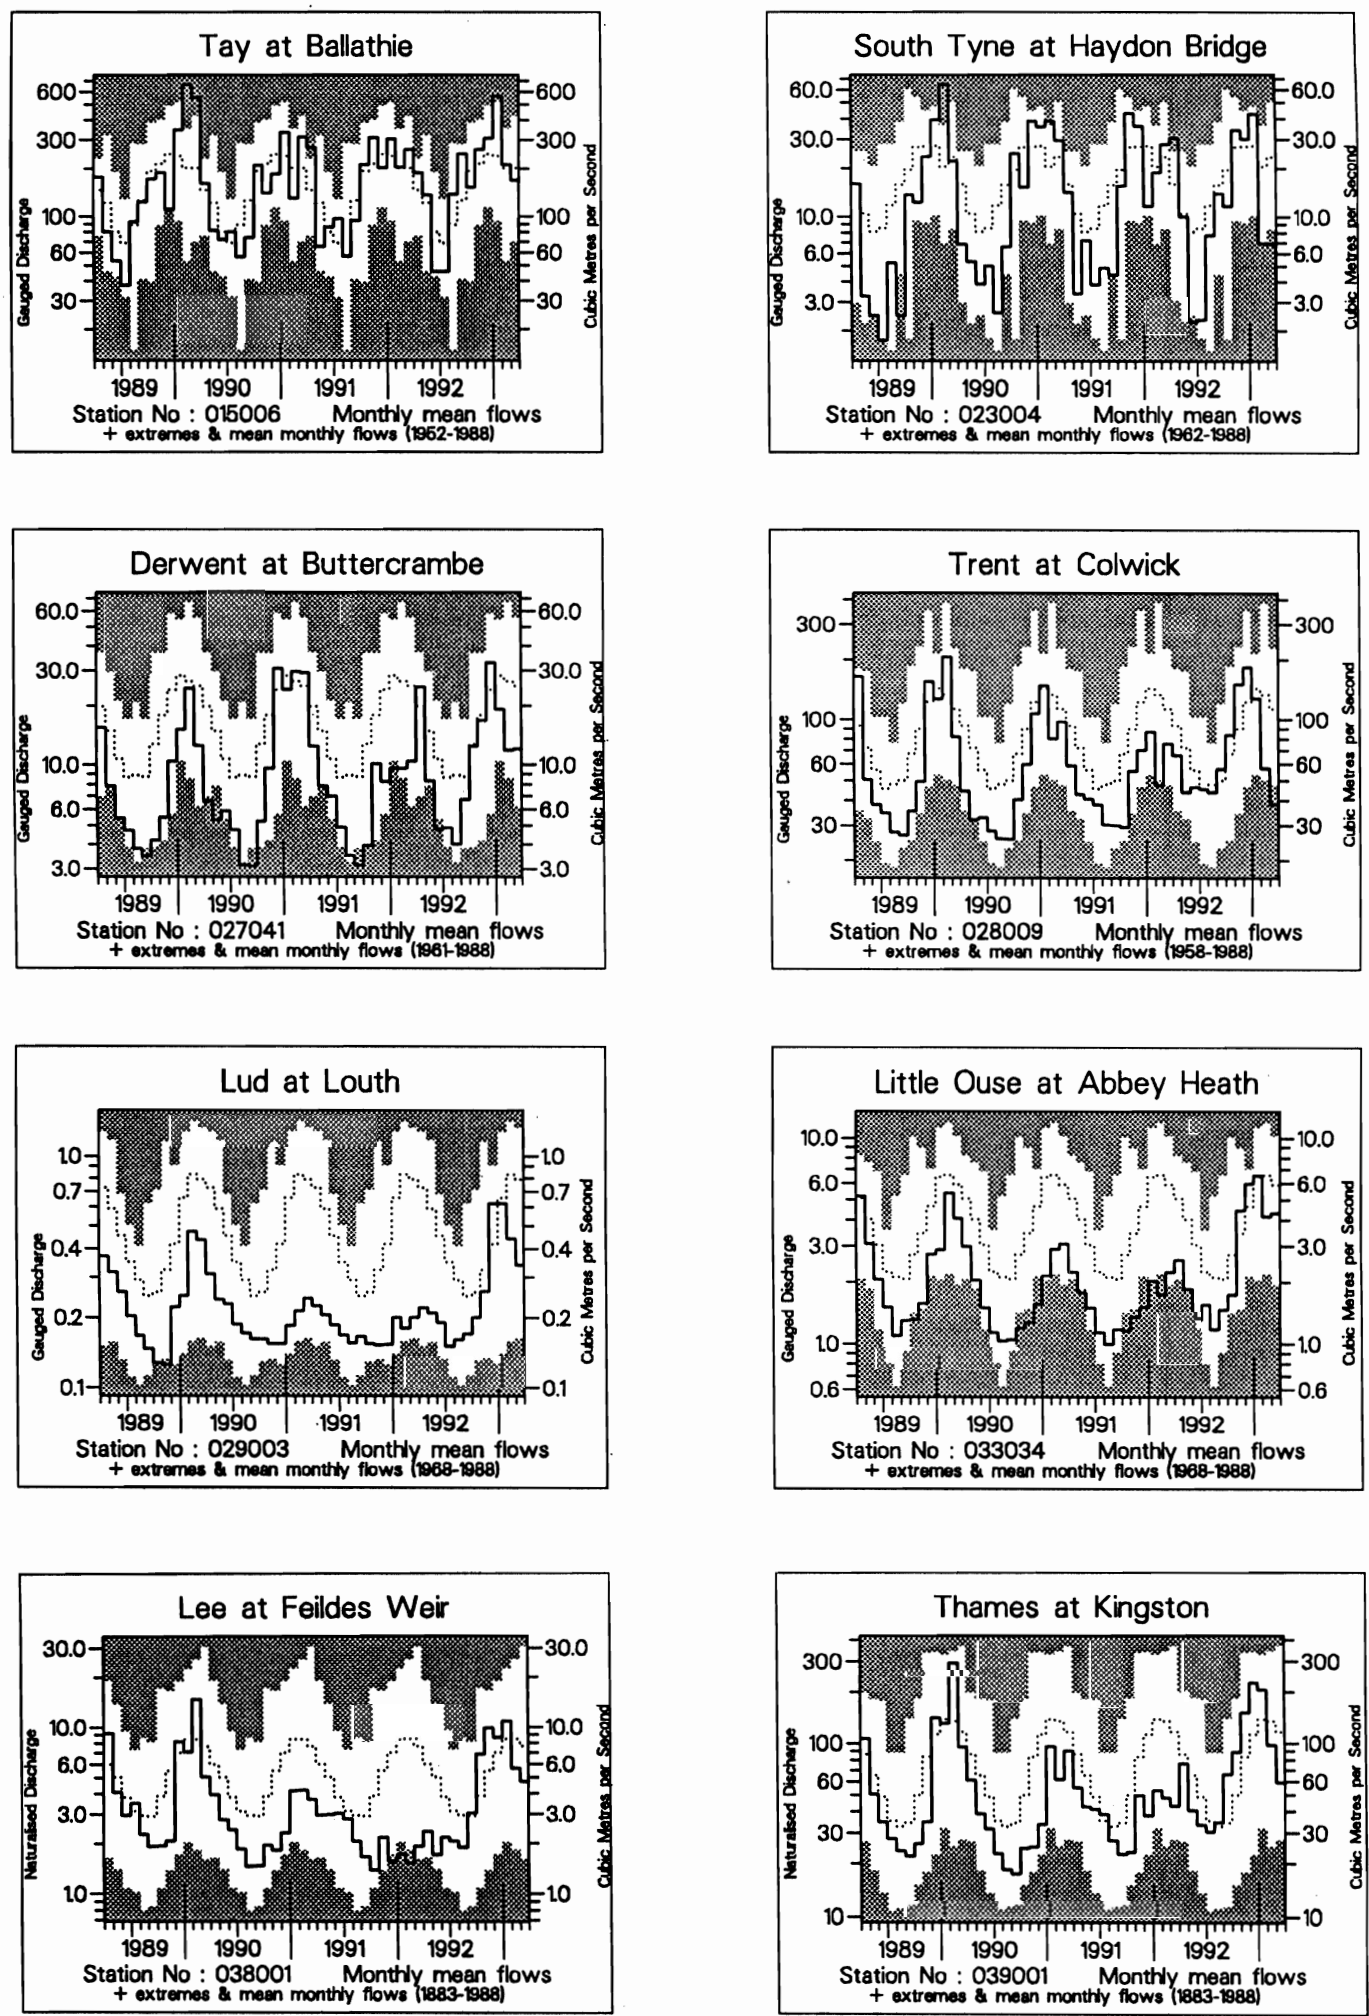 Tay at Ballathie
600 600
300 300
100 100
60 60
30 30
Gauged Discharge
Cubic Metres per Second
1989 1990 1991 1992
Station No : 015006 Monthly mean flows
+ extremes & mean monthly flows (1952-1988)
South Tyne at Haydon Bridge
60.0 60.0
30.0 30.0
10.0 10.0
6.0 6.0
3.0 3.0
Gauged Discharge
Cubic Metres per Second
1989 1990 1991 1992
Station No : 023004 Monthly mean flows
+ extremes & mean monthly flows (1962-1988)
Derwent at Buttercrambe
60.0 60.0
30.0 30.0
10.0 10.0
6.0 6.0
3.0 3.0
Gauged Discharge
Cubic Metres per Second
1989 1990 1991 1992
Station No : 027041 Monthly mean flows
+ extremes & mean monthly flows (1961-1988)
Trent at Colwick
300 300
100 100
60 60
30 30
Gauged Discharge
Cubic Metres per Second
1989 1990 1991 1992
Station No : 028009 Monthly mean flows
+ extremes & mean monthly flows (1958-1988)
Lud at Louth
1.0 1.0
0.7 0.7
0.4 0.4
0.2 0.2
0.1 0.1
Gauged Discharge
Cubic Metres per Second
1989 1990 1991 1992
Station No : 029003 Monthly mean flows
+ extremes & mean monthly flows (1968-1988)
Little Ouse at Abbey Heath
10.0 10.0
6.0 6.0
3.0 3.0
1.0 1.0
0.6 0.6
Gauged Discharge
Cubic Metres per Second
1989 1990 1991 1992
Station No : 033034 Monthly mean flows
+ extremes & mean monthly flows (1968-1988)
Lee at Feildes Weir
30.0 30.0
10.0 10.0
6.0 6.0
3.0 3.0
1.0 1.0
Naturalised Discharge
Cubic Metres per Second
1989 1990 1991 1992
Station No : 038001 Monthly mean flows
+ extremes & mean monthly flows (1883-1988)
Thames at Kingston
300 300
100 100
60 60
30 30
10 10
Naturalised Discharge
Cubic Metres per Second
1989 1990 1991 1992
Station No : 039001 Monthly mean flows
+ extremes & mean monthly flows (1883-1988)